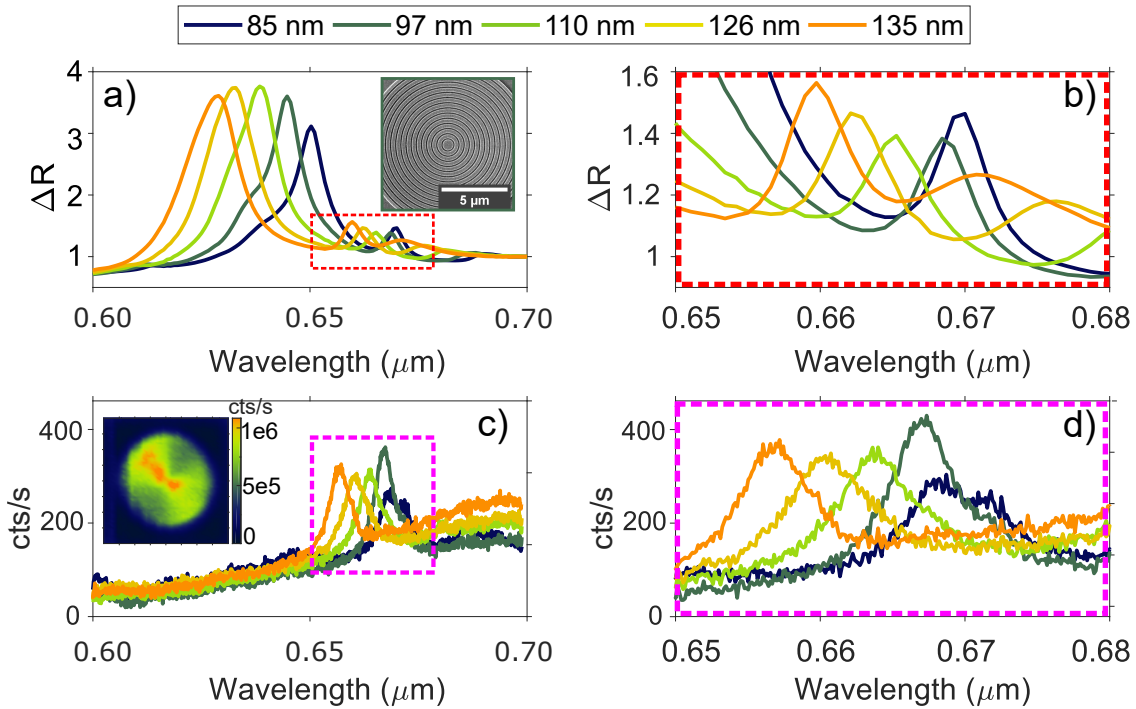 85 nm 97 nm 110 nm 126 nm 135 nm
a)
4
3
2
1
ΔR
5 μm
0.60 0.65 0.70
Wavelength (μm)
b)
1.6
1.4
1.2
1
ΔR
0.65 0.66 0.67 0.68
Wavelength (μm)
c)
cts/s
1e6
5e5
0
400
200
0
cts/s
0.60 0.65 0.70
Wavelength (μm)
d)
400
200
0
cts/s
0.65 0.66 0.67 0.68
Wavelength (μm)